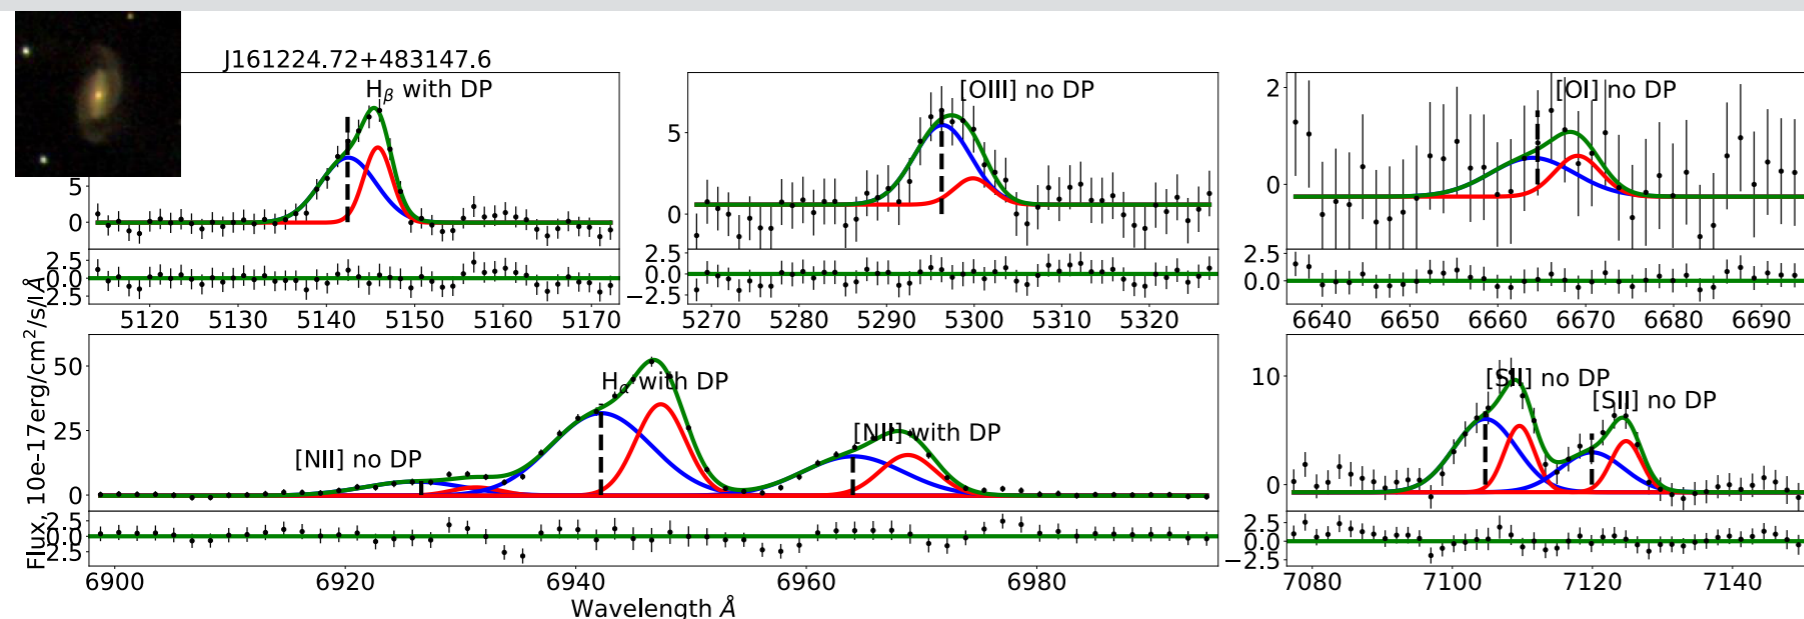 J161224.72+483147.6
Hβ with DP
[OIII] no DP
[OI] no DP
5
0
5
0
2
0
2.5
0.0
2.5
2.5
0.0
−2.5
2.5
0.0
5120 5130 5140 5150 5160 5170
5270 5280 5290 5300 5310 5320
6640 6650 6660 6670 6680 6690
Flux, 10e-17erg/cm²/s/Å
50
25
0
Hα with DP
[NII] no DP
[NII] with DP
10
0
[SII] no DP
[SII] no DP
2.5
0.0
2.5
2.5
0.0
−2.5
6900 6920 6940 6960 6980
7080 7100 7120 7140
Wavelength Å